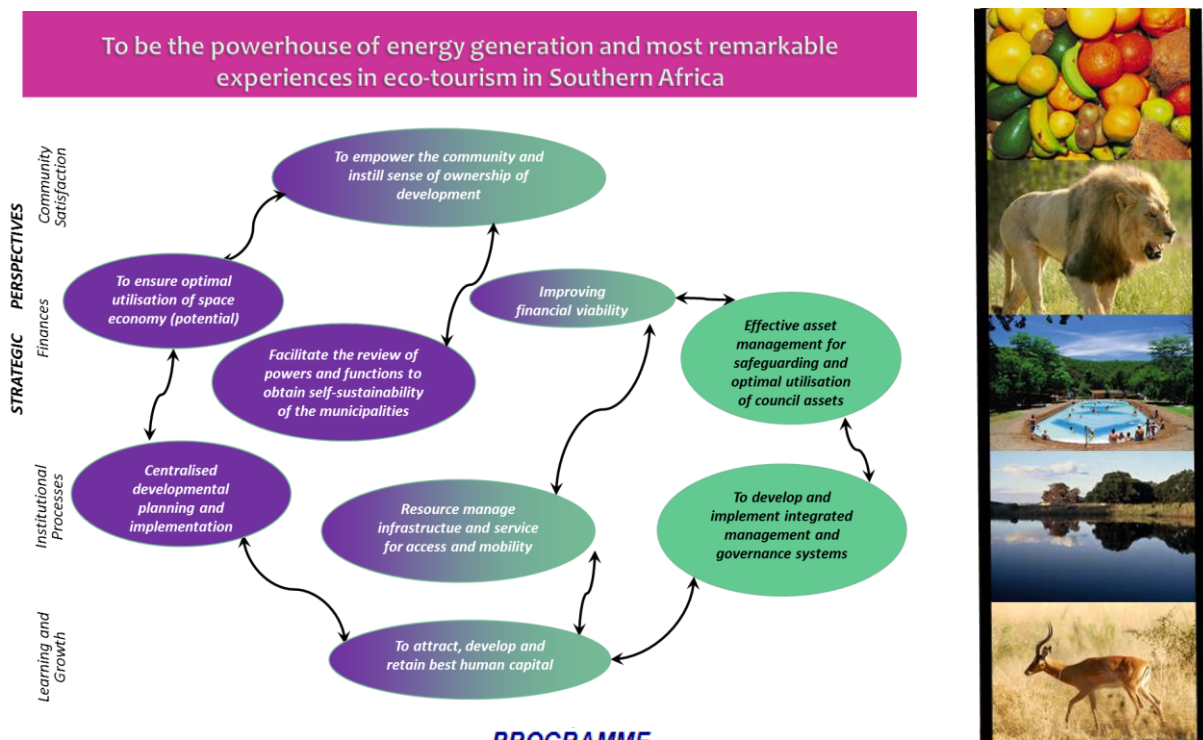 To be the powerhouse of energy generation and most remarkable
experiences in eco-tourism in Southern Africa
STRATEGIC PERSPECTIVES
Community
Satisfaction
To empower the community and
instill sense of ownership of
development
Finances
To ensure optimal
utilisation of space
economy (potential)
Improving
financial viability
Facilitate the review of
powers and functions to
obtain self-sustainability
of the municipalities
Effective asset
management for
safeguarding and
optimal utilisation
of council assets
Institutional
Processes
Centralised
developmental
planning and
implementation
Resource manage
infrastructue and service
for access and mobility
To develop and
implement integrated
management and
governance systems
Learning and
Growth
To attract, develop and
retain best human capital
PROGRAMME